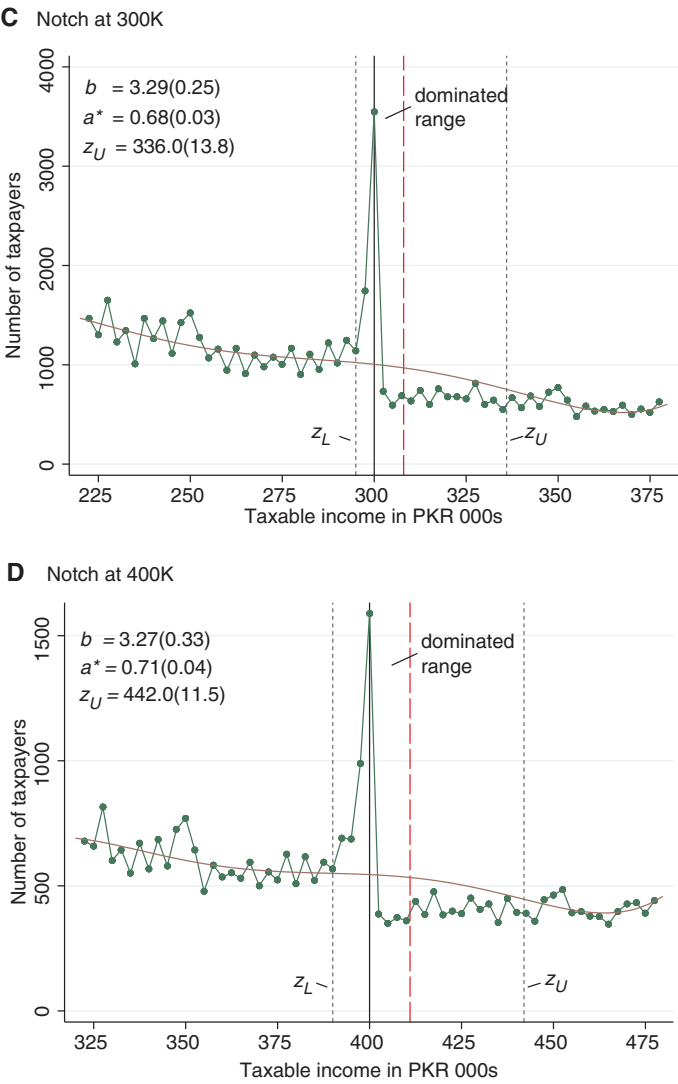 C Notch at 300K
4000
3000
2000
1000
0
Number of taxpayers
b = 3.29(0.25)
a* = 0.68(0.03)
zU = 336.0(13.8)
dominated
range
zL
zU
225 250 275 300 325 350 375
Taxable income in PKR 000s
D Notch at 400K
1500
1000
500
0
Number of taxpayers
b = 3.27(0.33)
a* = 0.71(0.04)
zU = 442.0(11.5)
dominated
range
zL
zU
325 350 375 400 425 450 475
Taxable income in PKR 000s